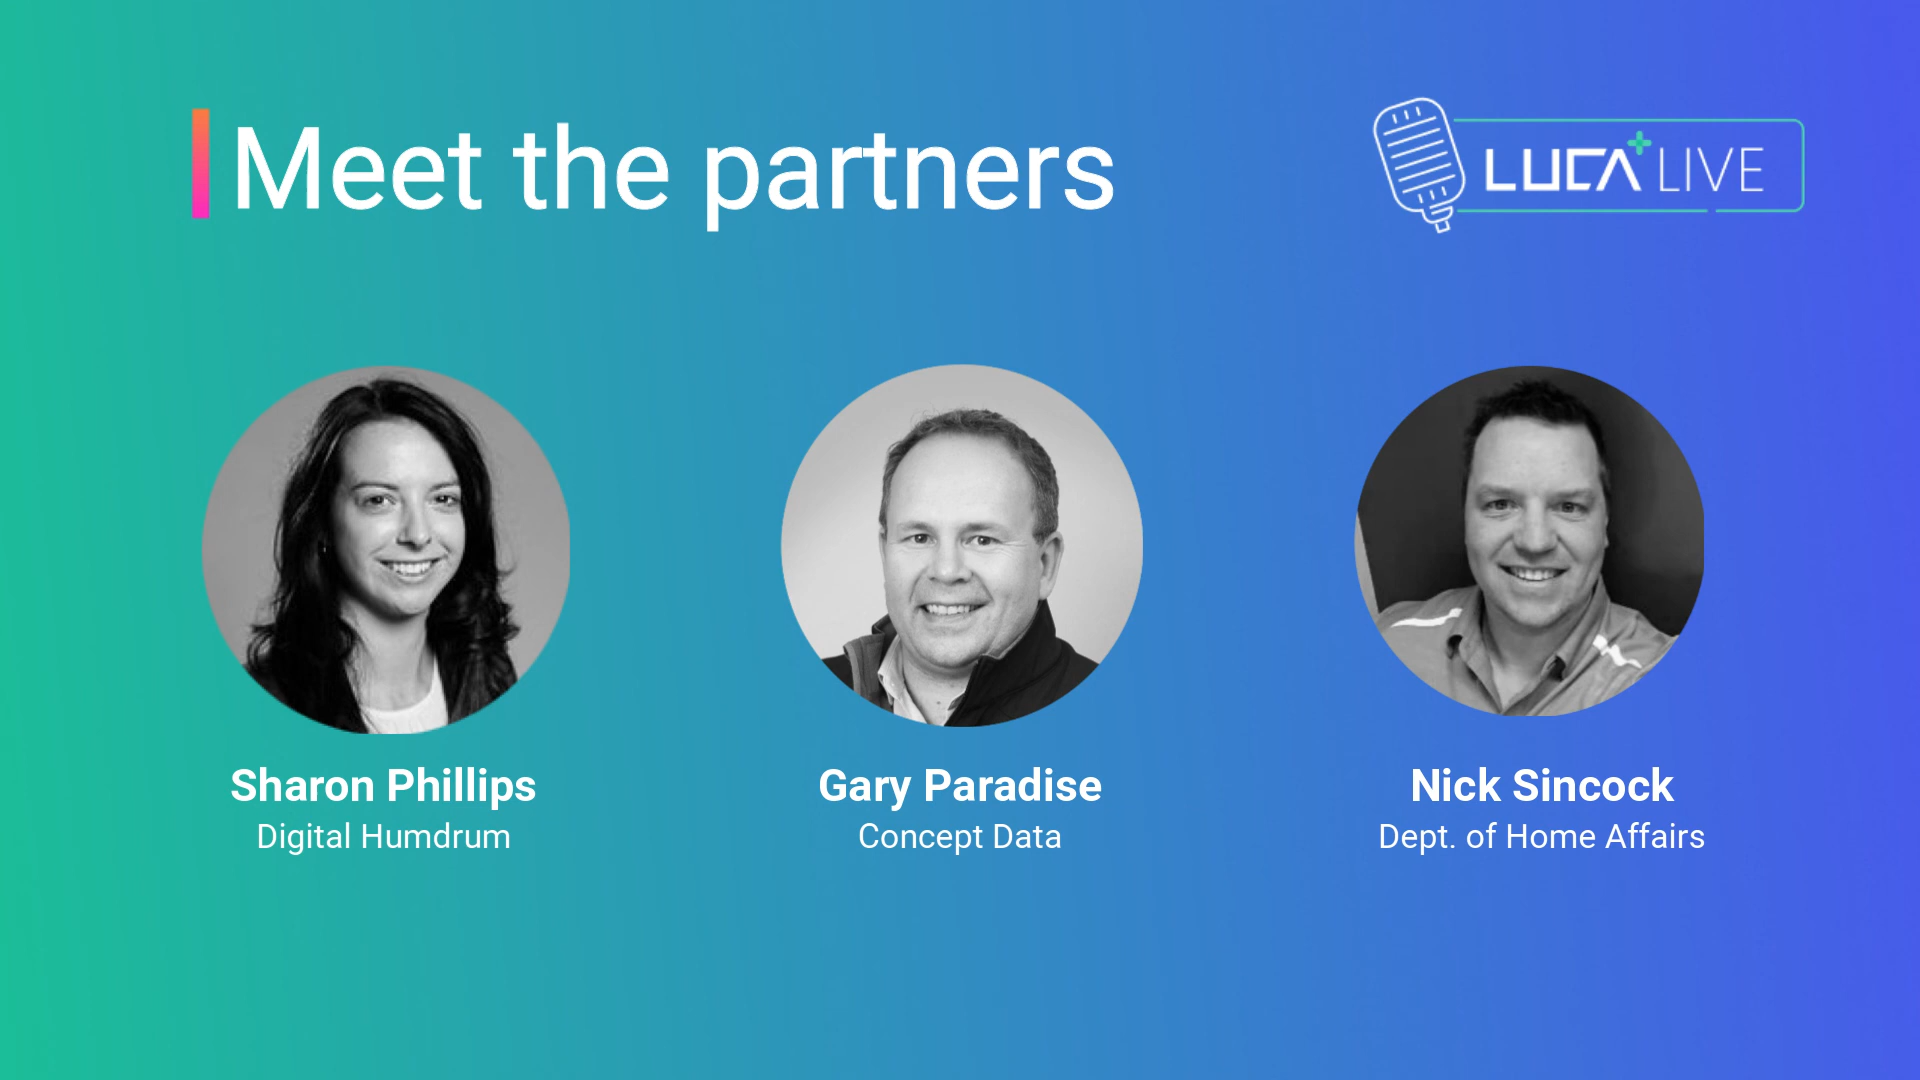 Meet the partners
LUCA+ LIVE
Sharon Phillips
Digital Humdrum
Gary Paradise
Concept Data
Nick Sincock
Dept. of Home Affairs